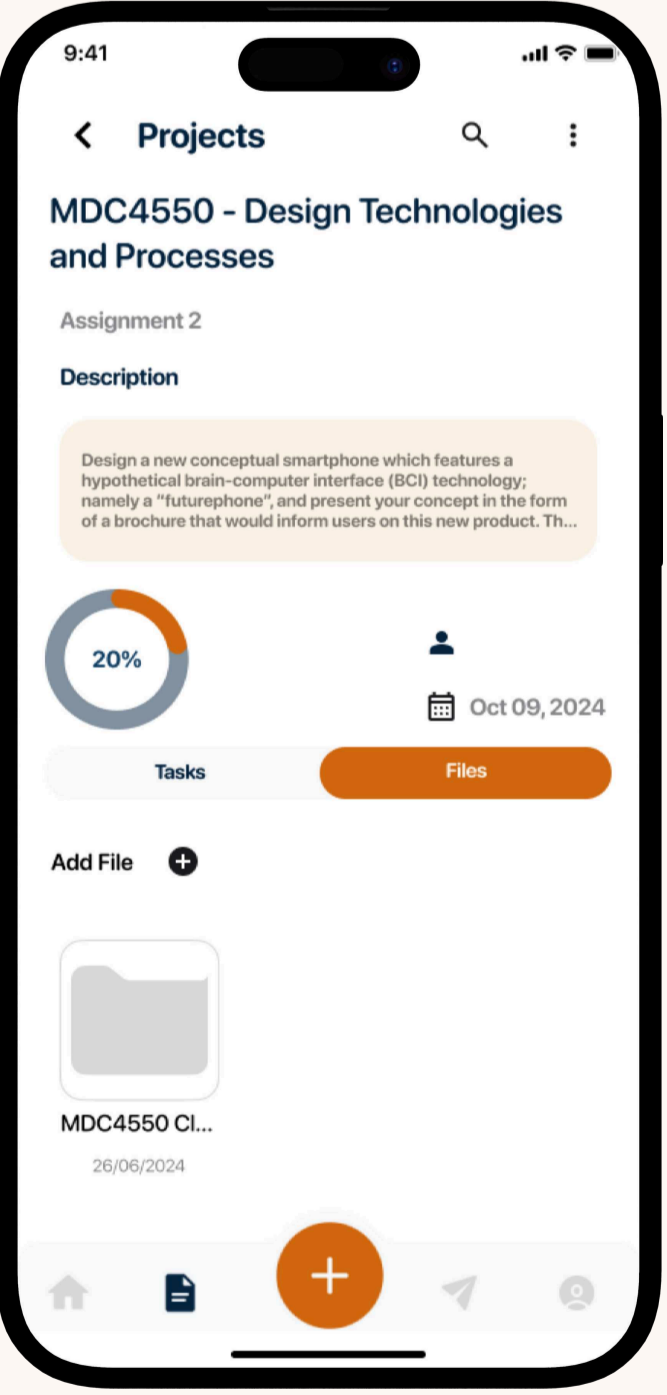 9:41
Projects
MDC4550 - Design Technologies
and Processes
Assignment 2
Description
Design a new conceptual smartphone which features a
hypothetical brain-computer interface (BCI) technology;
namely a "futurephone", and present your concept in the form
of a brochure that would inform users on this new product. Th...
20%
Oct 09, 2024
Tasks
Files
Add File
MDC4550 Cl...
26/06/2024